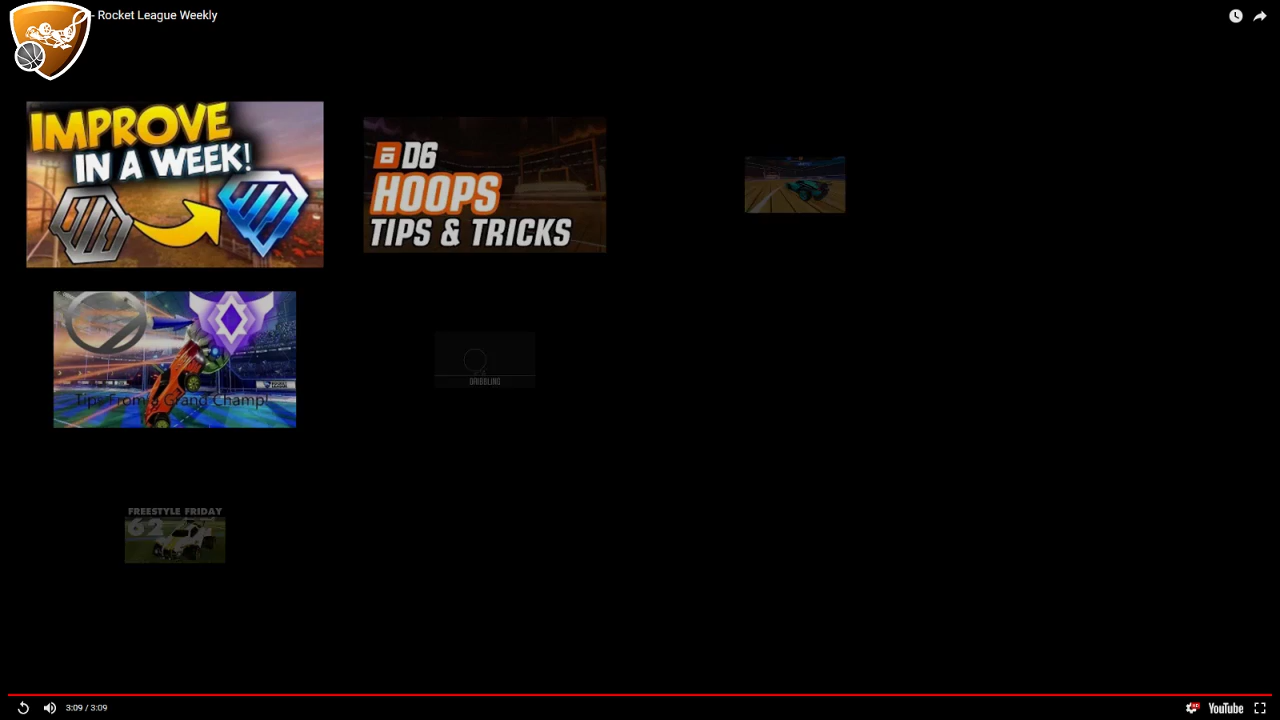 - Rocket League Weekly
IMPROVE
IN A WEEK!
D6
HOOPS
TIPS & TRICKS
Tips From a Grand Champ!
DRIBBLING
FREESTYLE FRIDAY
62
3:09 / 3:09
HD
YouTube